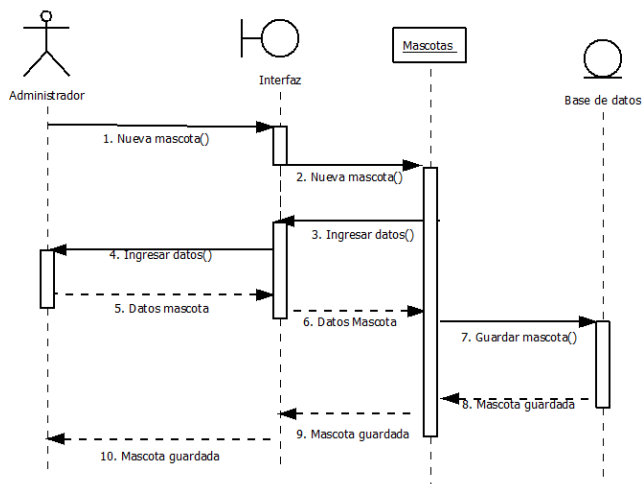 Mascotas
Interfaz
Administrador
Base de datos
1. Nueva mascota()
2. Nueva mascota()
3. Ingresar datos()
4. Ingresar datos()
5. Datos mascota
6. Datos Mascota
7. Guardar mascota()
8. Mascota guardada
9. Mascota guardada
10. Mascota guardada